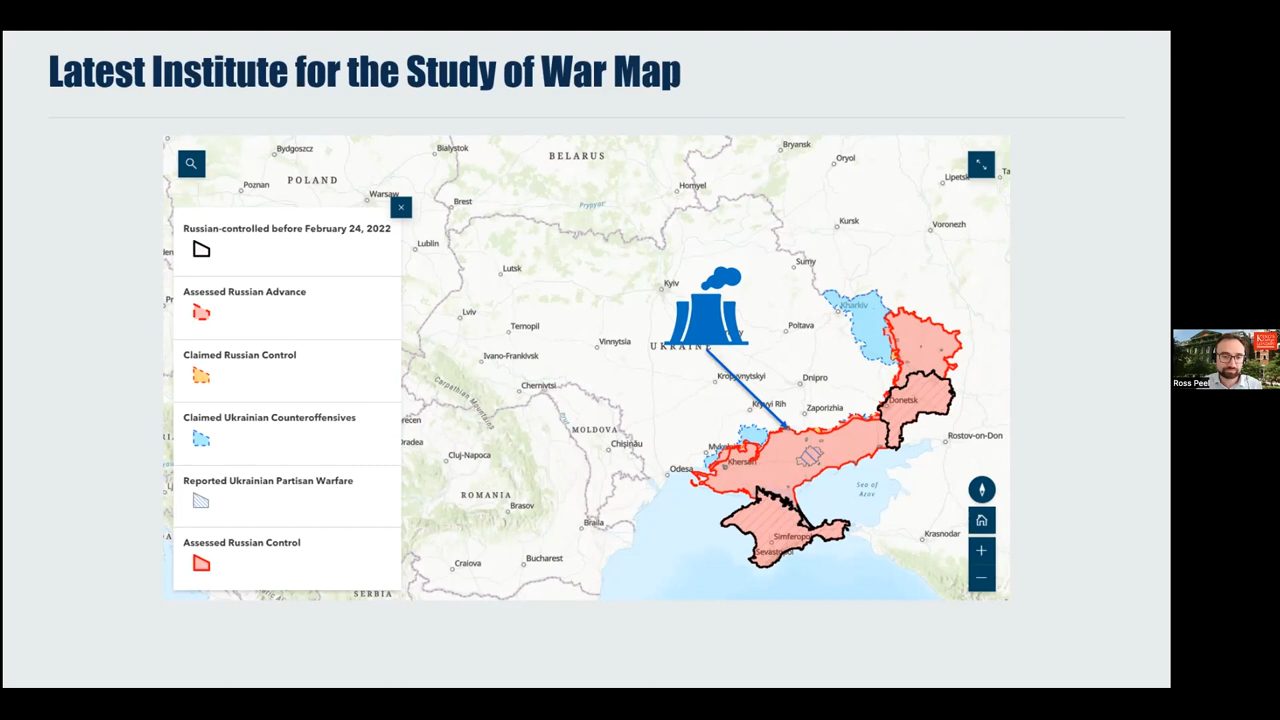 Latest Institute for the Study of War Map
Bydgoszcz
Bialystok
BELARUS
Bryansk
Oryol
Lipetsk
Ta
Poznan
POLAND
Warsaw
Homyel
Brest
Prypyac
Kursk
Voronezh
Russian-controlled before February 24, 2022
Lublin
Sumy
Lutsk
Kyiv
Assessed Russian Advance
Kharkiv
Lviv
Ternopil
Poltava
Vinnytsia
UKRAINE
Claimed Russian Control
Ivano-Frankivsk
Kropyvnytskyi
Dnipro
Chernivtsi
Carpathian Mountains
Donetsk
Kryvyi Rih
Zaporizhia
Claimed Ukrainian Counteroffensives
MOLDOVA
Rostov-on-Don
Chișinău
Cluj-Napoca
Kherson
Odesa
Reported Ukrainian Partisan Warfare
Sea of
Azov
ROMANIA
Brasov
Braila
Krasnodar
Simferopol
Assessed Russian Control
Sevastopol
Bucharest
Craiova
SERBIA
Ross Peel